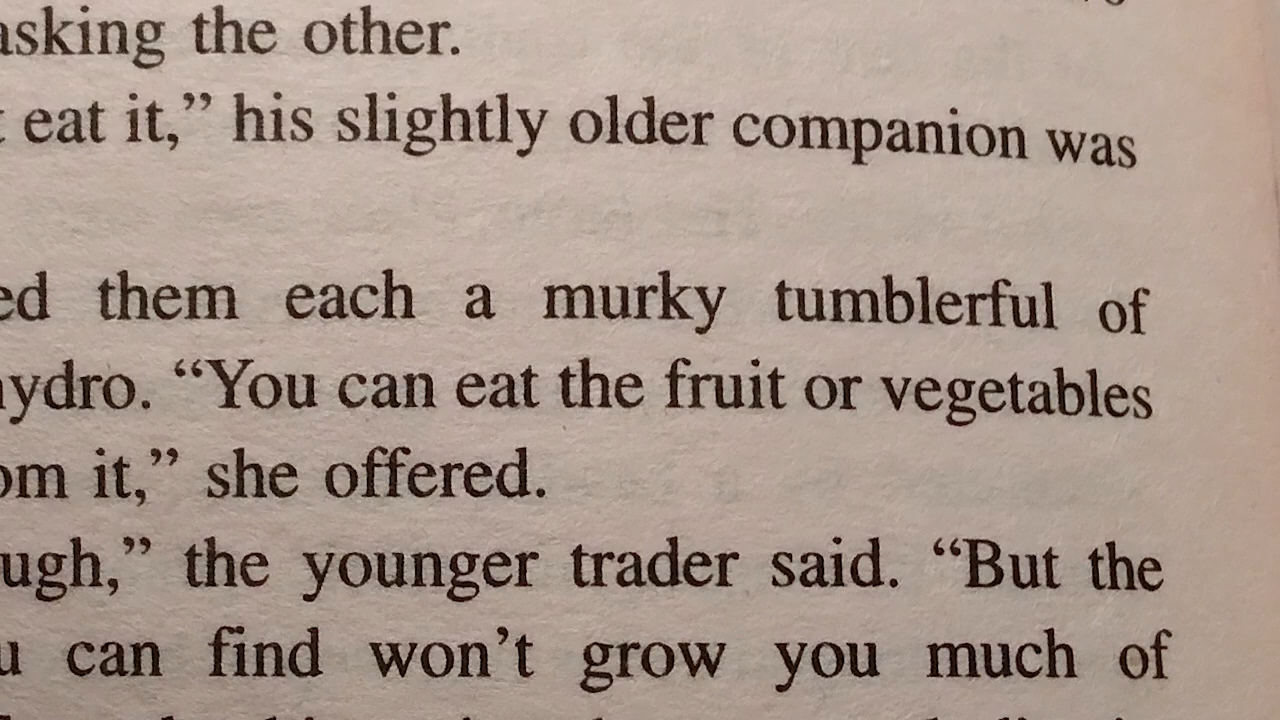 asking the other.
eat it,” his slightly older companion was
ed them each a murky tumblerful of
ydro. “You can eat the fruit or vegetables
om it,” she offered.
ugh,” the younger trader said. “But the
u can find won’t grow you much of